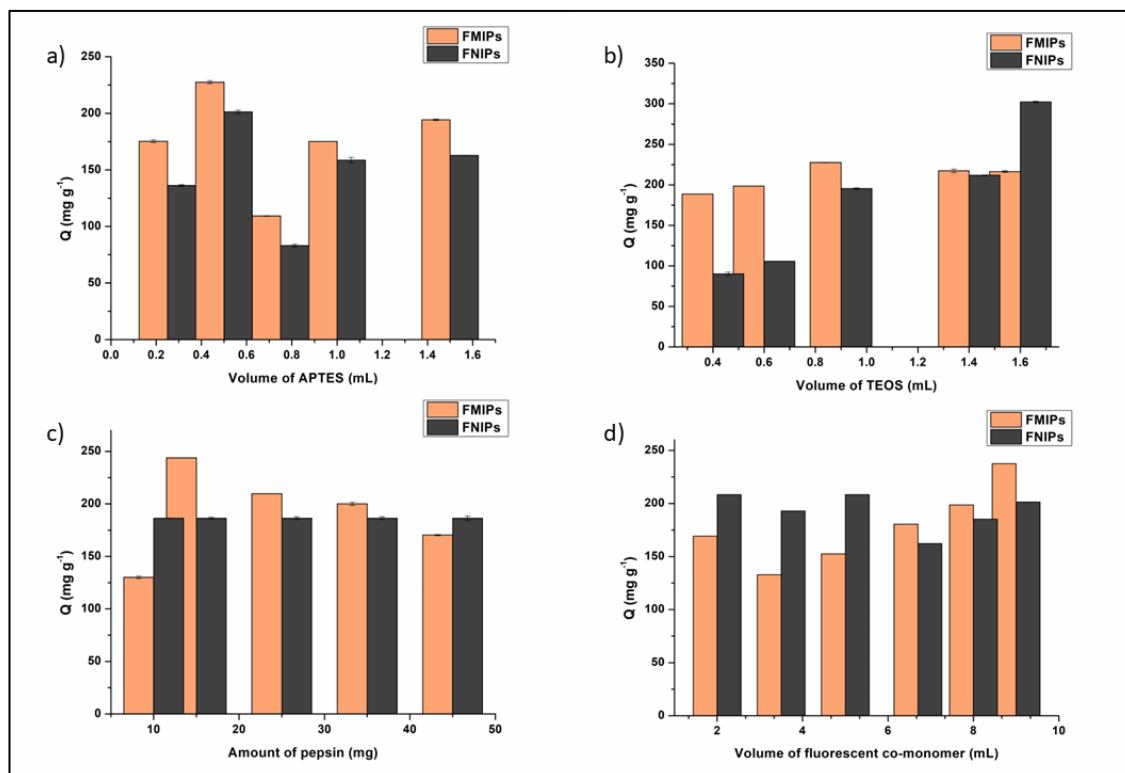 a)
FMIPs
FNIPs
250
200
150
100
50
0
Q (mg g⁻¹)
0.0 0.2 0.4 0.6 0.8 1.0 1.2 1.4 1.6
Volume of APTES (mL)
b)
FMIPs
FNIPs
350
300
250
200
150
100
50
0
Q (mg g⁻¹)
0.4 0.6 0.8 1.0 1.2 1.4 1.6
Volume of TEOS (mL)
c)
FMIPs
FNIPs
250
200
150
100
50
0
Q (mg g⁻¹)
10 20 30 40 50
Amount of pepsin (mg)
d)
FMIPs
FNIPs
250
200
150
100
50
0
Q (mg g⁻¹)
2 4 6 8 10
Volume of fluorescent co-monomer (mL)